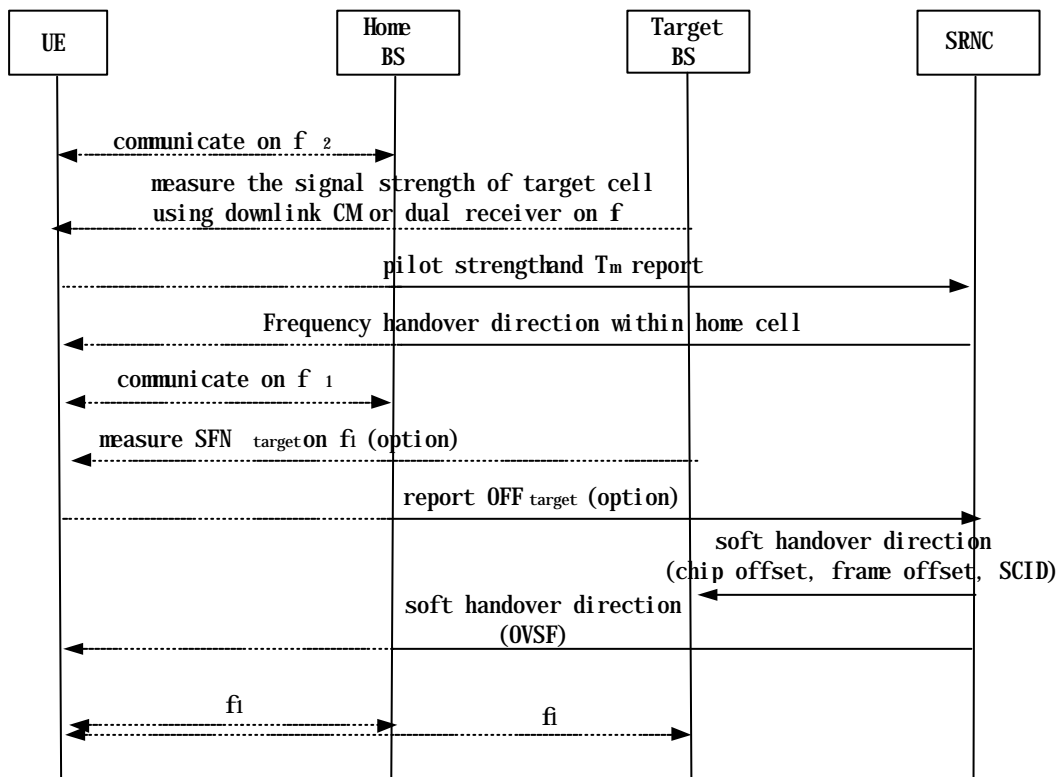 UE
Home
BS
Target
BS
SRNC
communicate on f 2
measure the signal strength of target cell
using downlink CM or dual receiver on f
pilot strengthand Tm report
Frequency handover direction within home cell
communicate on f 1
measure SFN target on f1 (option)
report OFF target (option)
soft handover direction
(chip offset, frame offset, SCID)
soft handover direction
(OVSF)
f1
f1